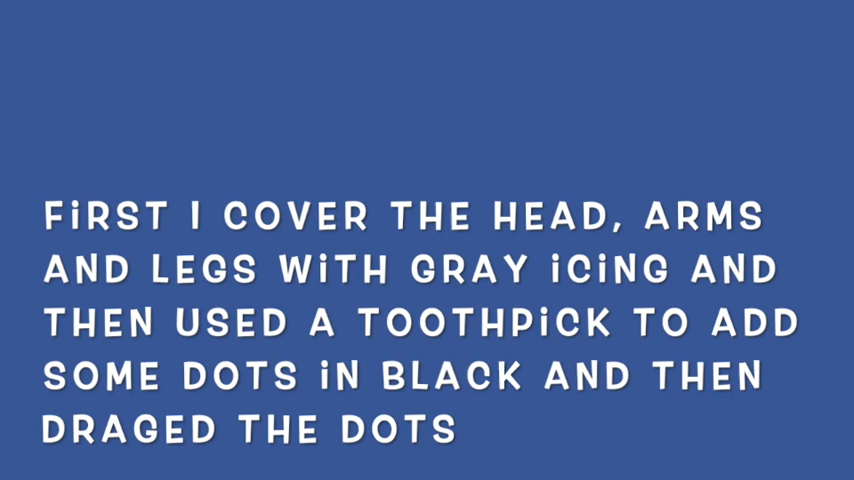 FiRST I COVER THE HEAD, ARMS
AND LEGS WiTH GRAY iCiNG AND
THEN USED A TOOTHPiCK TO ADD
SOME DOTS iN BLACK AND THEN
DRAGED THE DOTS